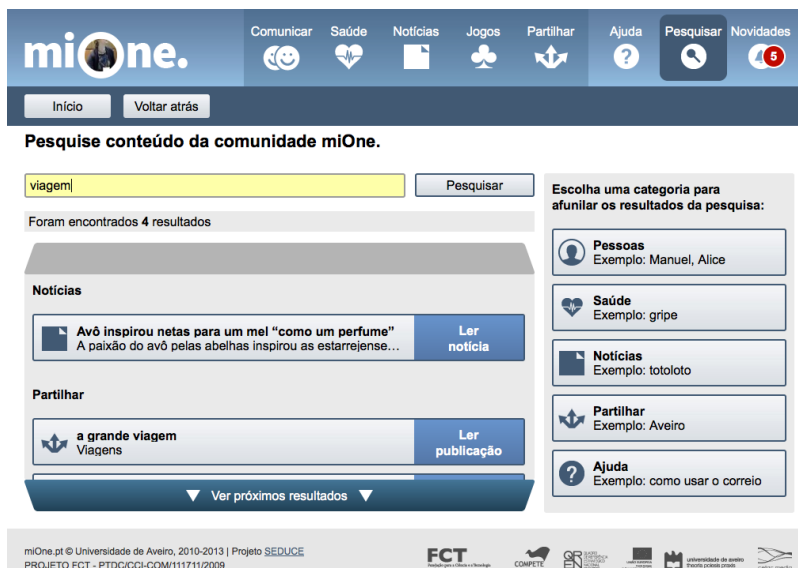 miOne.
Comunicar
Saúde
Notícias
Jogos
Partilhar
Ajuda
Pesquisar
Novidades
5
Início
Voltar atrás
Pesquise conteúdo da comunidade miOne.
viagem
Pesquisar
Foram encontrados 4 resultados
Notícias
Avô inspirou netas para um mel “como um perfume”
A paixão do avô pelas abelhas inspirou as estarrejense...
Ler
notícia
Partilhar
a grande viagem
Viagens
Ler
publicação
Ver próximos resultados
Escolha uma categoria para
afunilar os resultados da pesquisa:
Pessoas
Exemplo: Manuel, Alice
Saúde
Exemplo: gripe
Notícias
Exemplo: totoloto
Partilhar
Exemplo: Aveiro
Ajuda
Exemplo: como usar o correio
miOne.pt © Universidade de Aveiro, 2010-2013 | Projeto SEDUCE
PROJETO FCT - PTDC/CCI-COM/111711/2009
FCT
COMPETE
QREN
universidade de aveiro
theoria poiesis praxis